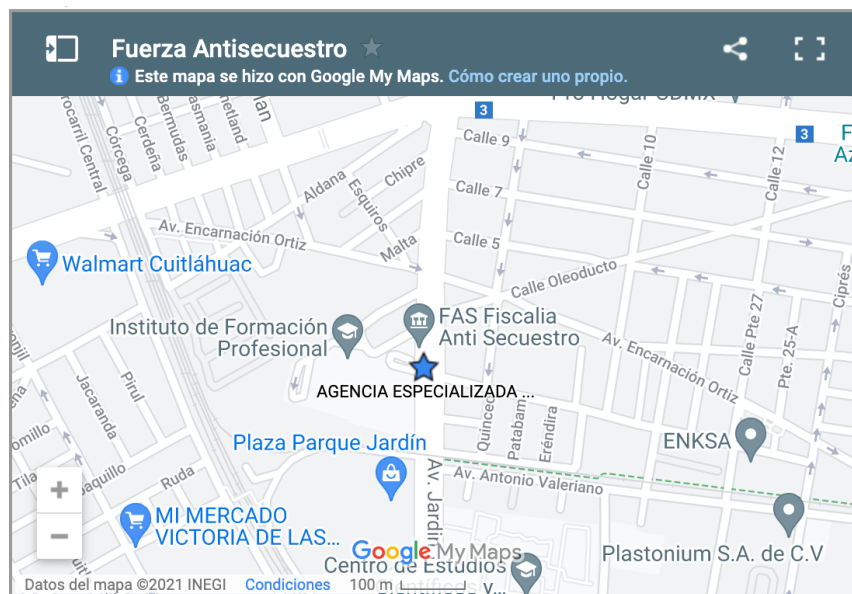 Fuerza Antisecuestro
Este mapa se hizo con Google My Maps. Cómo crear uno propio.
3
Calle 9
3
Córcega
Cerdeña
Bermudas
Calle 10
Calle 12
Chipre
Aldana
Esquiros
Calle 7
Av. Encarnación Ortiz
Malta
Calle 5
Walmart Cuitláhuac
Calle Oleoducto
Ciprés
Instituto de Formación
Profesional
FAS Fiscalia
Anti Secuestro
Calle Pte 27
Pte. 25-A
Av. Encarnación Ortiz
AGENCIA ESPECIALIZADA ...
Pirul
Jacaranda
Eréndira
Plaza Parque Jardín
ENKSA
Ruda
Av. Jardín
Av. Antonio Valeriano
MI MERCADO
VICTORIA DE LAS...
Google My Maps
Plastonium S.A. de C.V
Centro de Estudios
Datos del mapa ©2021 INEGI
Condiciones
100 m